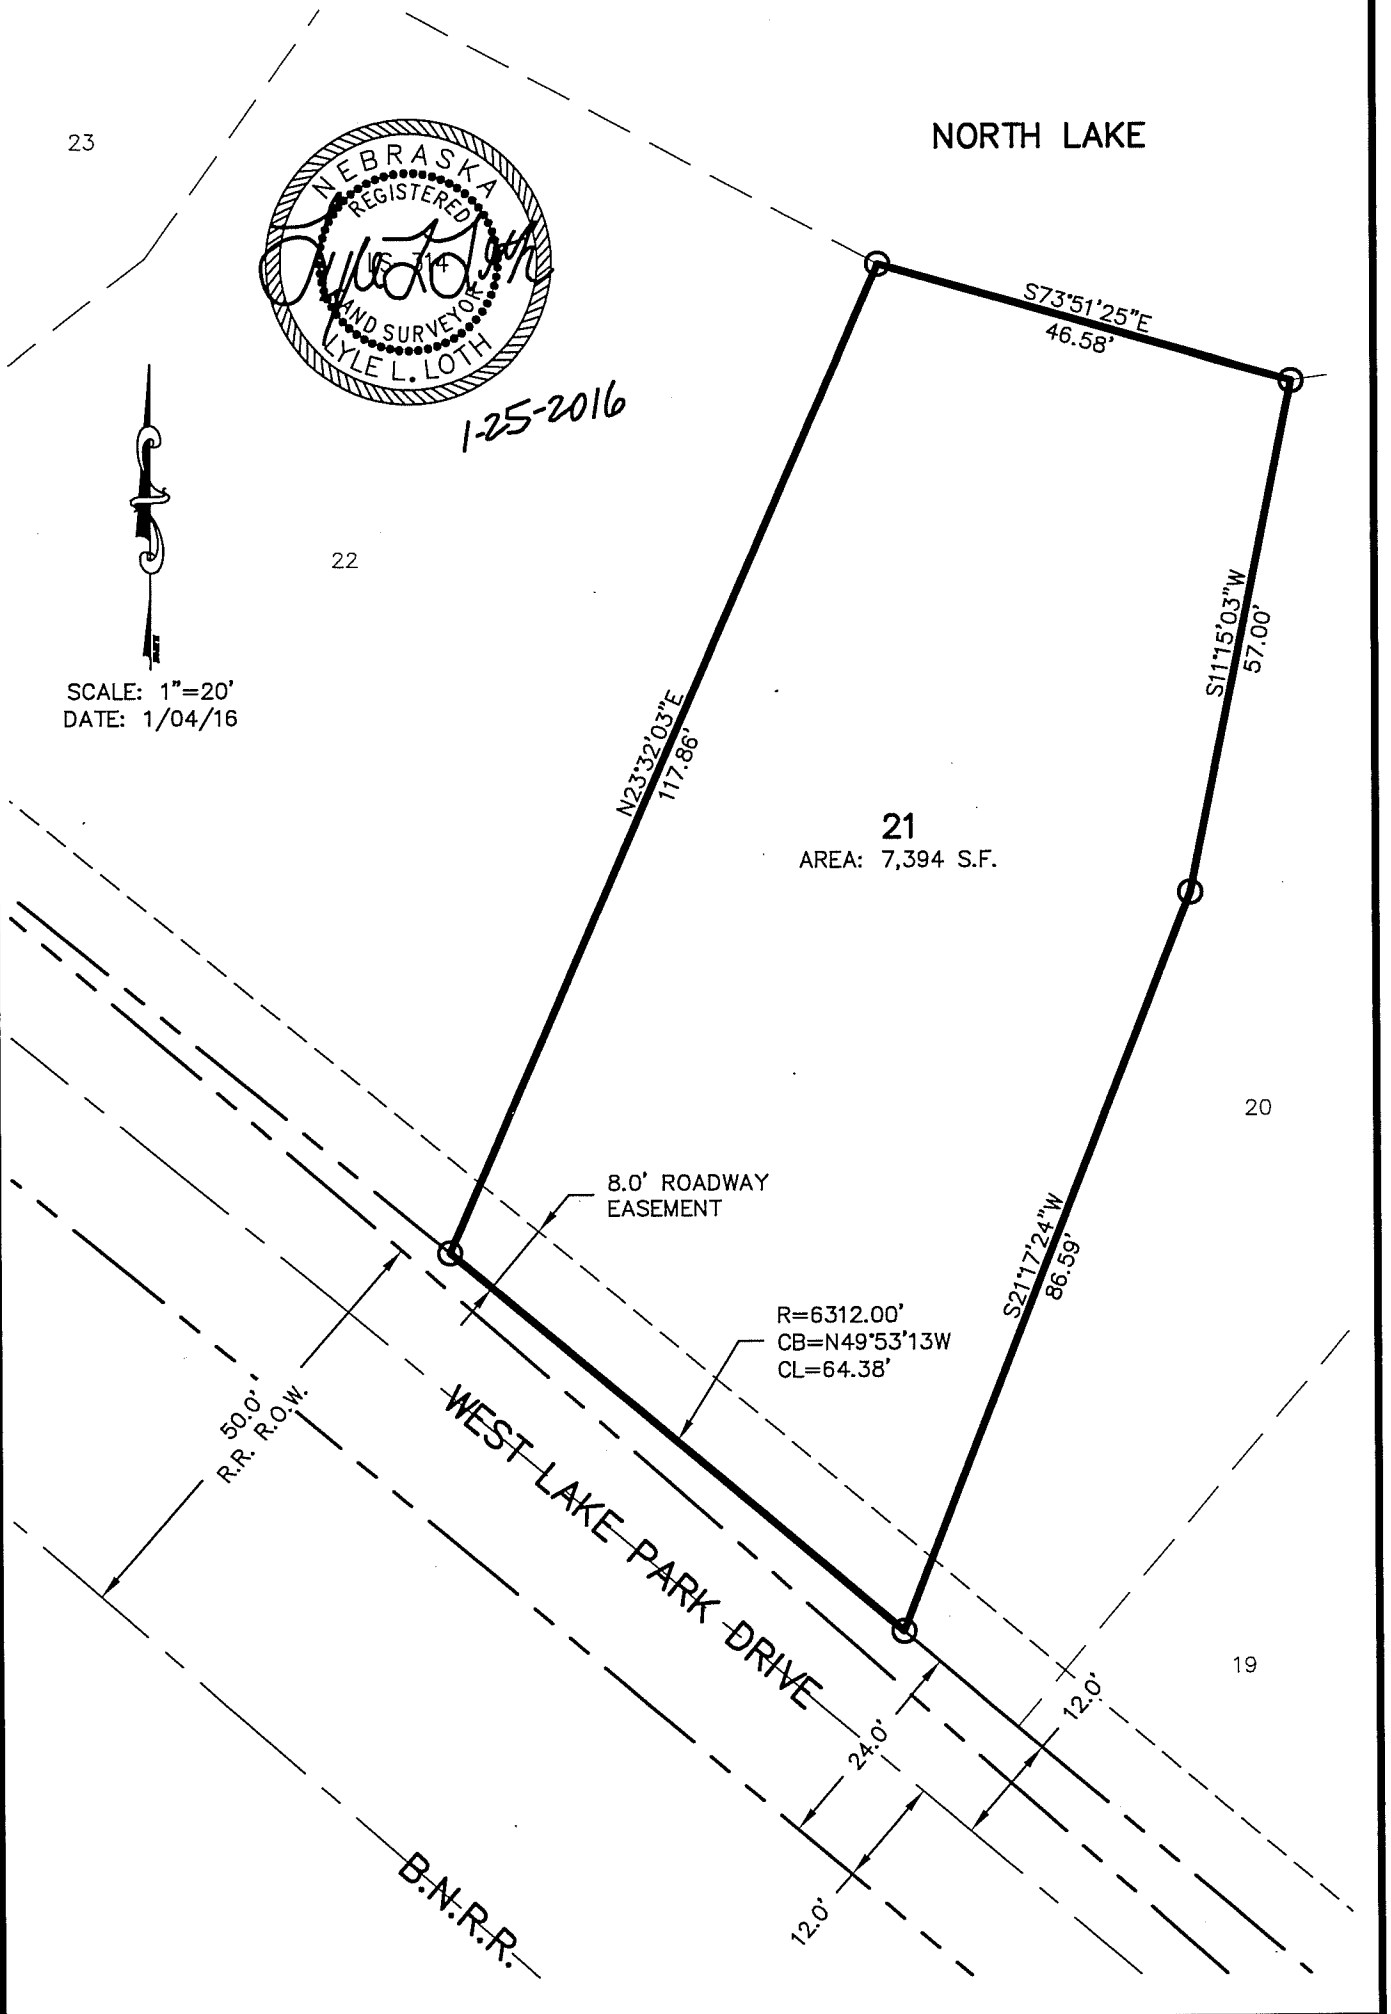 NORTH LAKE
23
NEBRASKA
REGISTERED
LS 314
LAND SURVEYOR
LYLE L. LOTH
1-25-2016
S73°51'25"E
46.58'
22
S11°15'03"W
57.00'
SCALE: 1"=20'
DATE: 1/04/16
N23°32'03"E
117.86'
21
AREA: 7,394 S.F.
20
8.0' ROADWAY
EASEMENT
S21°17'24"W
86.59'
R=6312.00'
CB=N49°53'13W
CL=64.38'
50.0'
R.R. R.O.W.
WEST LAKE PARK DRIVE
19
12.0'
24.0'
12.0'
B.N.R.R.